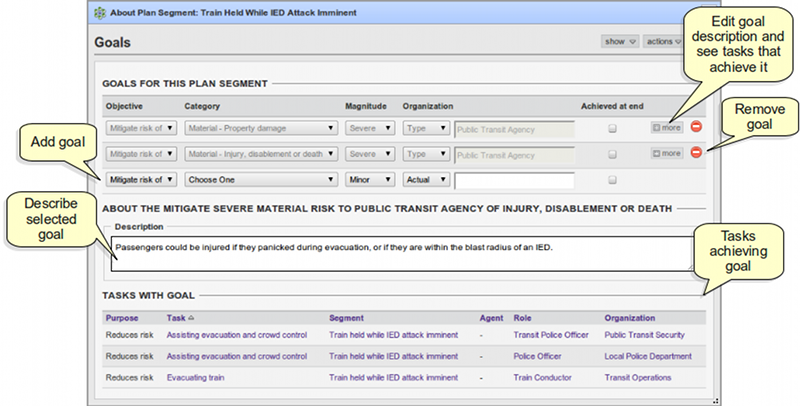 About Plan Segment: Train Held While IED Attack Imminent
Goals
show
actions
Edit goal
description and
see tasks that
achieve it
GOALS FOR THIS PLAN SEGMENT
Objective Category Magnitude Organization Achieved at end
Mitigate risk of Material - Property damage Severe Type Public Transit Agency more
Remove
goal
Mitigate risk of Material - Injury, disablement or death Severe Type Public Transit Agency more
Add goal
Mitigate risk of Choose One Minor Actual
Describe
selected
goal
ABOUT THE MITIGATE SEVERE MATERIAL RISK TO PUBLIC TRANSIT AGENCY OF INJURY, DISABLEMENT OR DEATH
Description
Passengers could be injured if they panicked during evacuation, or if they are within the blast radius of an IED.
Tasks
achieving
goal
TASKS WITH GOAL
Purpose Task Segment Agent Role Organization
Reduces risk Assisting evacuation and crowd control Train held while IED attack imminent - Transit Police Officer Public Transit Security
Reduces risk Assisting evacuation and crowd control Train held while IED attack imminent - Police Officer Local Police Department
Reduces risk Evacuating train Train held while IED attack imminent - Train Conductor Transit Operations